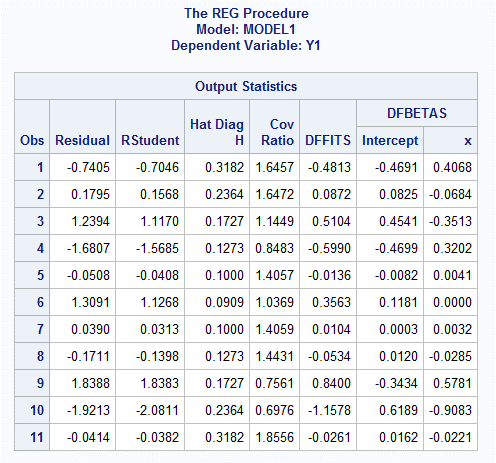 The REG Procedure
Model: MODEL1
Dependent Variable: Y1
Output Statistics
Obs Residual RStudent Hat Diag H Cov Ratio DFFITS DFBETAS
Intercept x
1 -0.7405 -0.7046 0.3182 1.6457 -0.4813 -0.4691 0.4068
2 0.1795 0.1568 0.2364 1.6472 0.0872 0.0825 -0.0684
3 1.2394 1.1170 0.1727 1.1449 0.5104 0.4541 -0.3513
4 -1.6807 -1.5685 0.1273 0.8483 -0.5990 -0.4699 0.3202
5 -0.0508 -0.0408 0.1000 1.4057 -0.0136 -0.0082 0.0041
6 1.3091 1.1268 0.0909 1.0369 0.3563 0.1181 0.0000
7 0.0390 0.0313 0.1000 1.4059 0.0104 0.0003 0.0032
8 -0.1711 -0.1398 0.1273 1.4431 -0.0534 0.0120 -0.0285
9 1.8388 1.8383 0.1727 0.7561 0.8400 -0.3434 0.5781
10 -1.9213 -2.0811 0.2364 0.6976 -1.1578 0.6189 -0.9083
11 -0.0414 -0.0382 0.3182 1.8556 -0.0261 0.0162 -0.0221